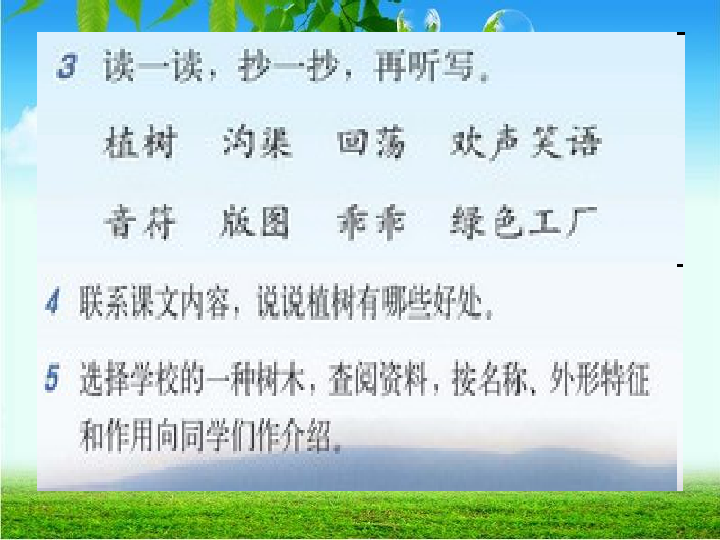 3 读一读，抄一抄，再听写。
植树 沟渠 回荡 欢声笑语
音符 版图 乖乖 绿色工厂
4 联系课文内容，说说植树有哪些好处。
5 选择学校的一种树木，查阅资料，按名称、外形特征
和作用向同学们作介绍。